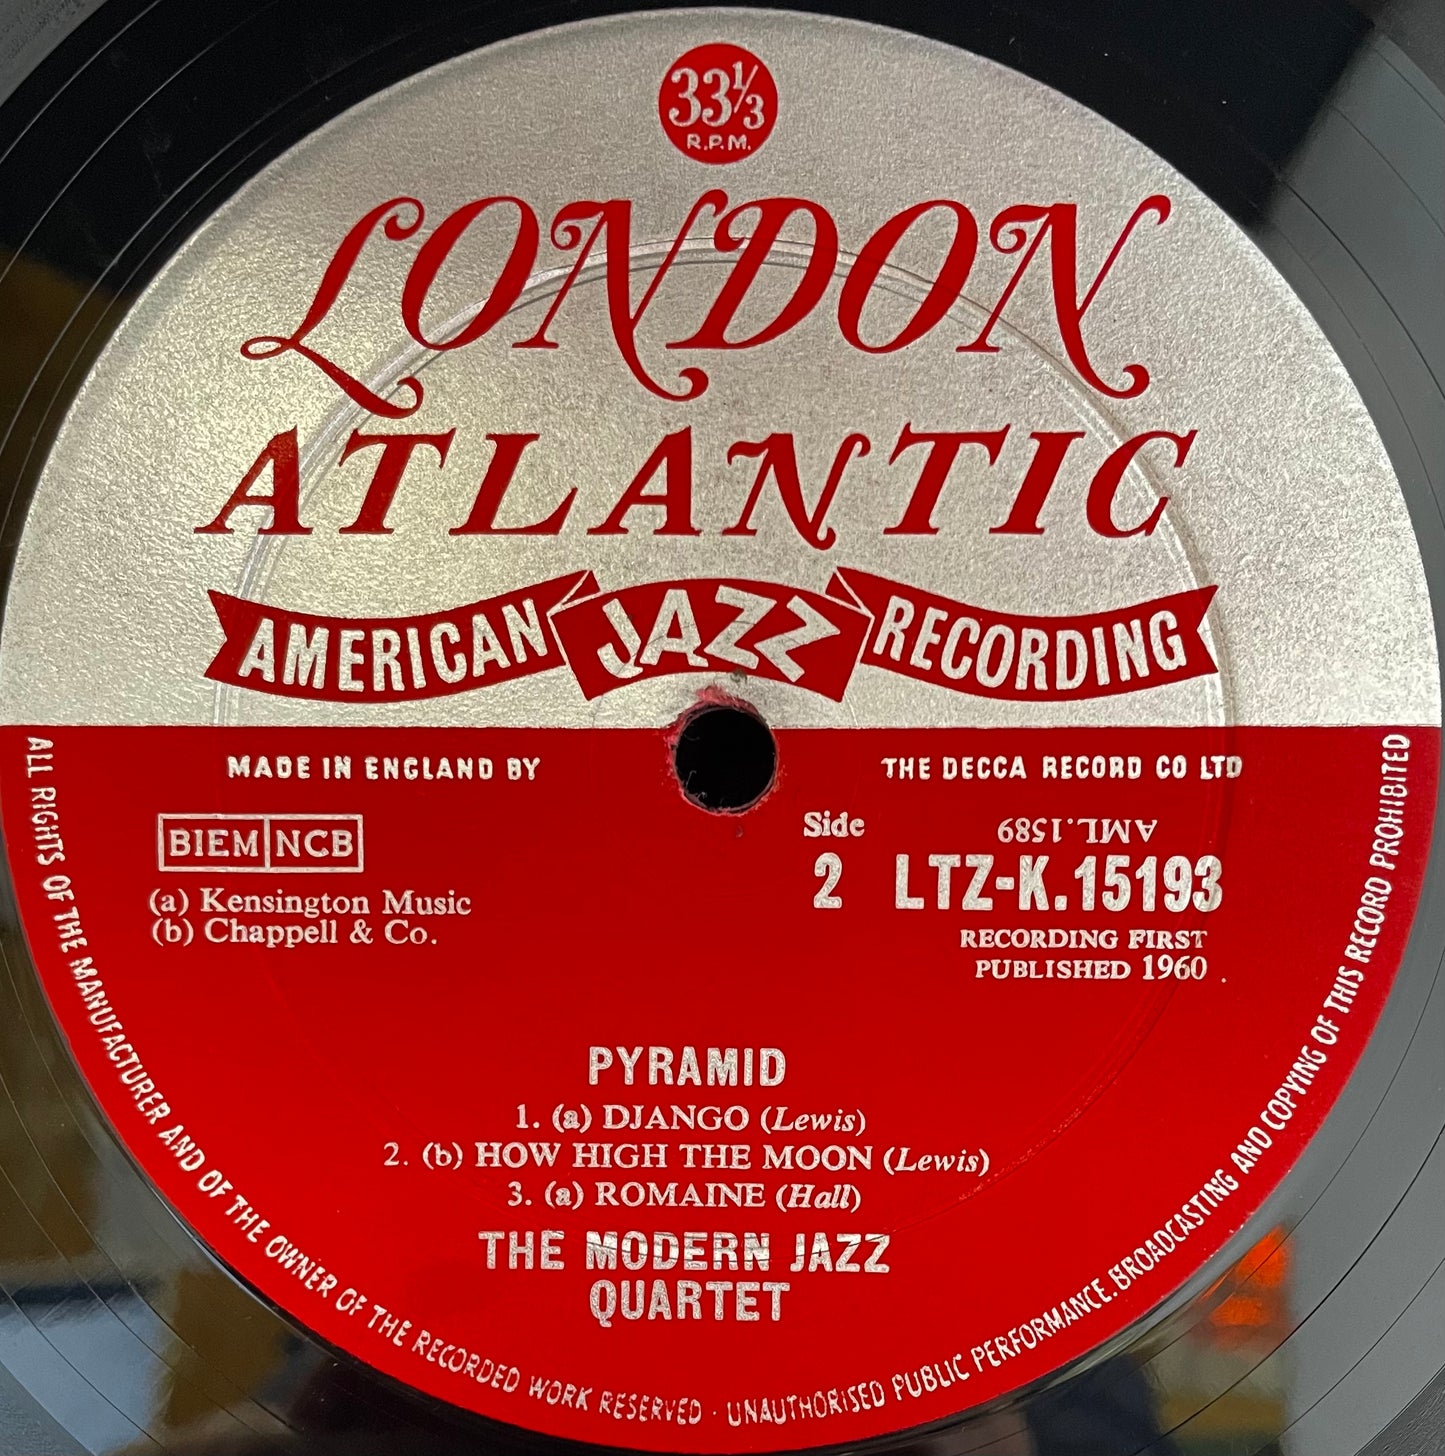 33⅓
R.P.M.
LONDON
ATLANTIC
AMERICAN JAZZ RECORDING
MADE IN ENGLAND BY
THE DECCA RECORD CO LTD
BIEM NCB
(a) Kensington Music
(b) Chappell & Co.
AML.1589
Side
2 LTZ-K.15193
RECORDING FIRST
PUBLISHED 1960
PYRAMID
1. (a) DJANGO (Lewis)
2. (b) HOW HIGH THE MOON (Lewis)
3. (a) ROMAINE (Hall)
THE MODERN JAZZ
QUARTET
ALL RIGHTS OF THE MANUFACTURER AND OF THE OWNER OF THE RECORDED WORK RESERVED · UNAUTHORISED PUBLIC PERFORMANCE. BROADCASTING AND COPYING OF THIS RECORD PROHIBITED